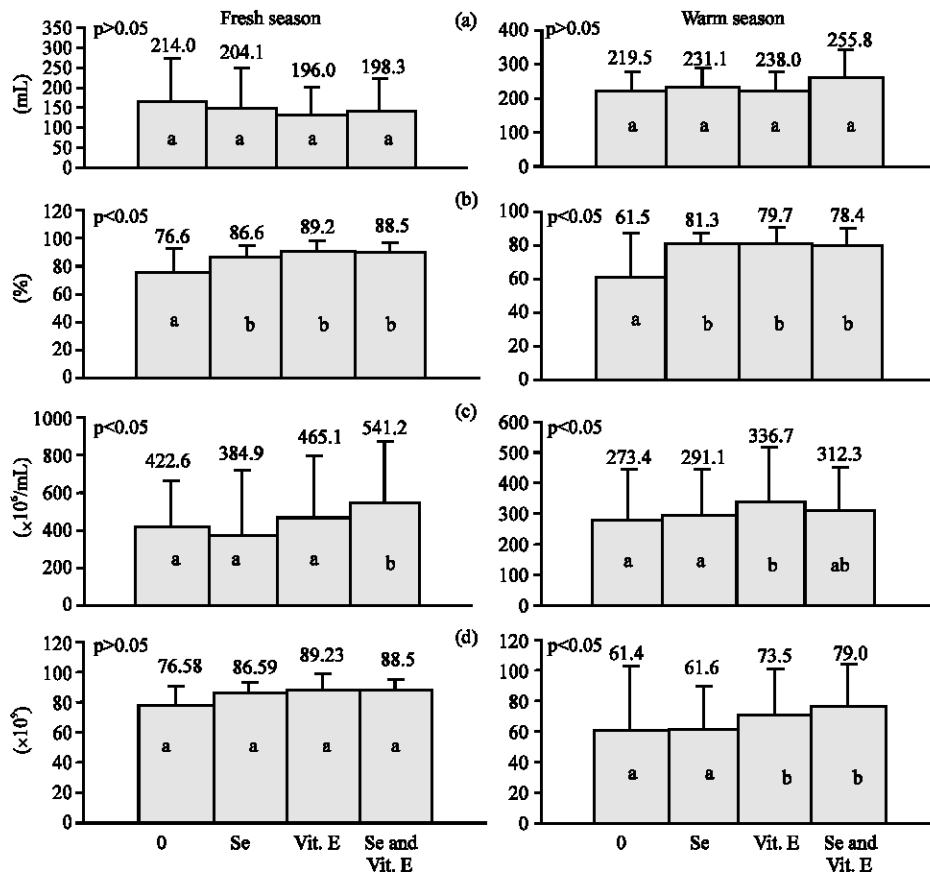 Fresh season
(a)
Warm season
p>0.05
350
300
250
200
150
100
50
0
(mL)
214.0
204.1
196.0
198.3
a
a
a
a
p>0.05
400
300
200
100
0
219.5
231.1
238.0
255.8
a
a
a
a
(b)
p<0.05
120
100
80
60
40
20
0
(%)
76.6
86.6
89.2
88.5
a
b
b
b
p<0.05
100
80
60
40
20
0
61.5
81.3
79.7
78.4
a
b
b
b
(c)
p<0.05
1000
800
600
400
200
0
(×10⁶/mL)
422.6
384.9
465.1
541.2
a
a
a
b
p<0.05
600
500
400
300
200
100
0
273.4
291.1
336.7
312.3
a
a
b
ab
(d)
p>0.05
120
100
80
60
40
20
0
76.58
86.59
89.23
88.5
a
a
a
a
p<0.05
120
100
80
60
40
20
0
61.4
61.6
73.5
79.0
a
a
b
b
0
Se
Vit. E
Se and
Vit. E
0
Se
Vit. E
Se and
Vit. E